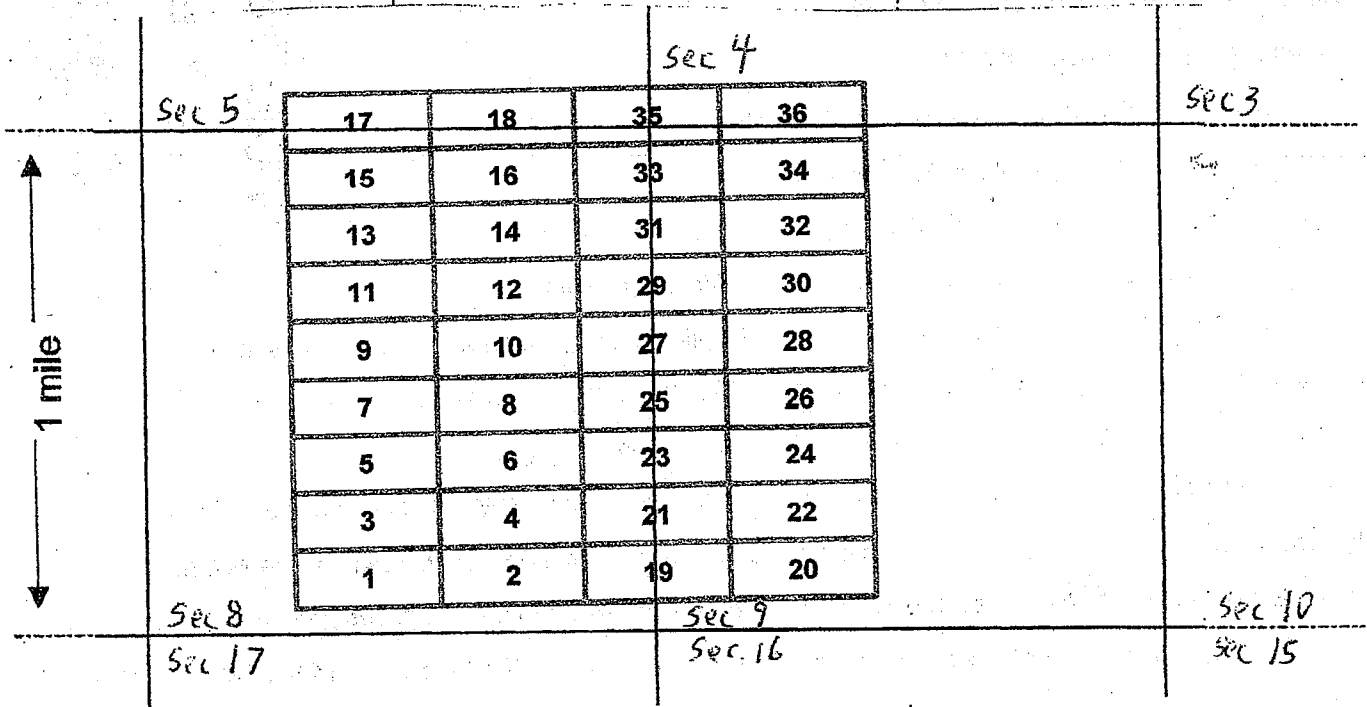 sec 4
sec 5
sec 3
17 18 35 36
15 16 33 34
13 14 31 32
11 12 29 30
1 mile
9 10 27 28
7 8 25 26
5 6 23 24
3 4 21 22
1 2 19 20
Sec 8
Sec 9
Sec 10
Sec 17
Sec. 16
Sec 15